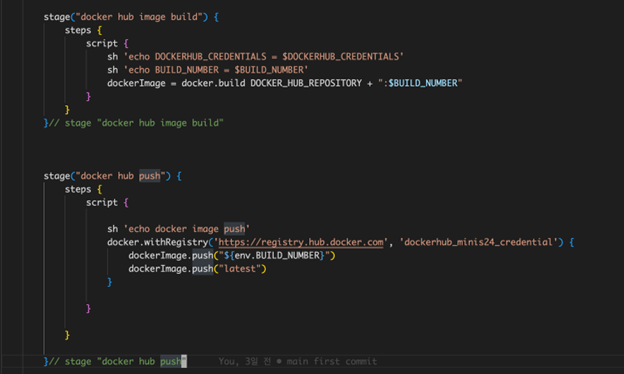 stage("docker hub image build") {
steps {
script {
sh 'echo DOCKERHUB_CREDENTIALS = $DOCKERHUB_CREDENTIALS'
sh 'echo BUILD_NUMBER = $BUILD_NUMBER'
dockerImage = docker.build DOCKER_HUB_REPOSITORY + ":$BUILD_NUMBER"
}
}
}// stage "docker hub image build"
stage("docker hub push") {
steps {
script {
sh 'echo docker image push'
docker.withRegistry('https://registry.hub.docker.com', 'dockerhub_minis24_credential') {
dockerImage.push("${env.BUILD_NUMBER}")
dockerImage.push("latest")
}
}
}
}// stage "docker hub push" You, 3일 전 • main first commit